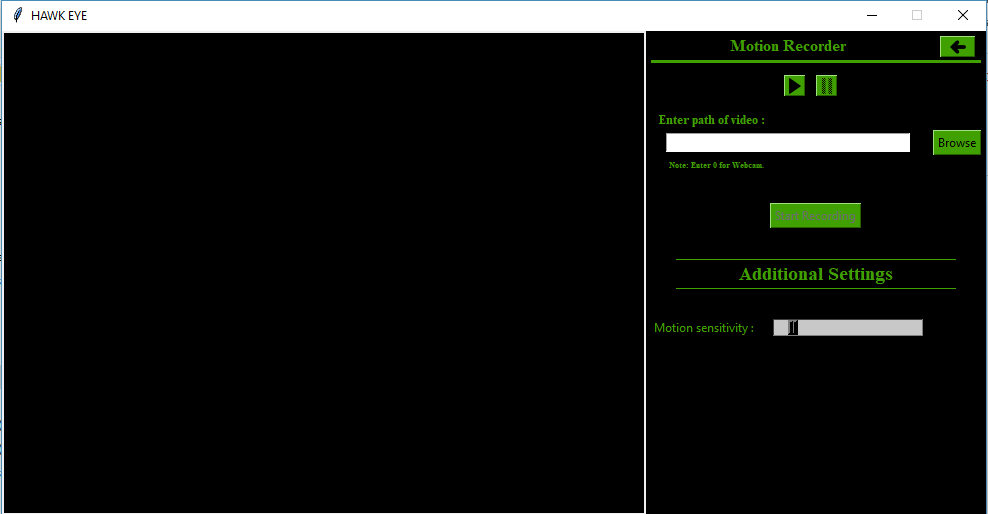 HAWK EYE
Motion Recorder
Enter path of video :
Browse
Note: Enter 0 for Webcam.
Additional Settings
Motion sensitivity :